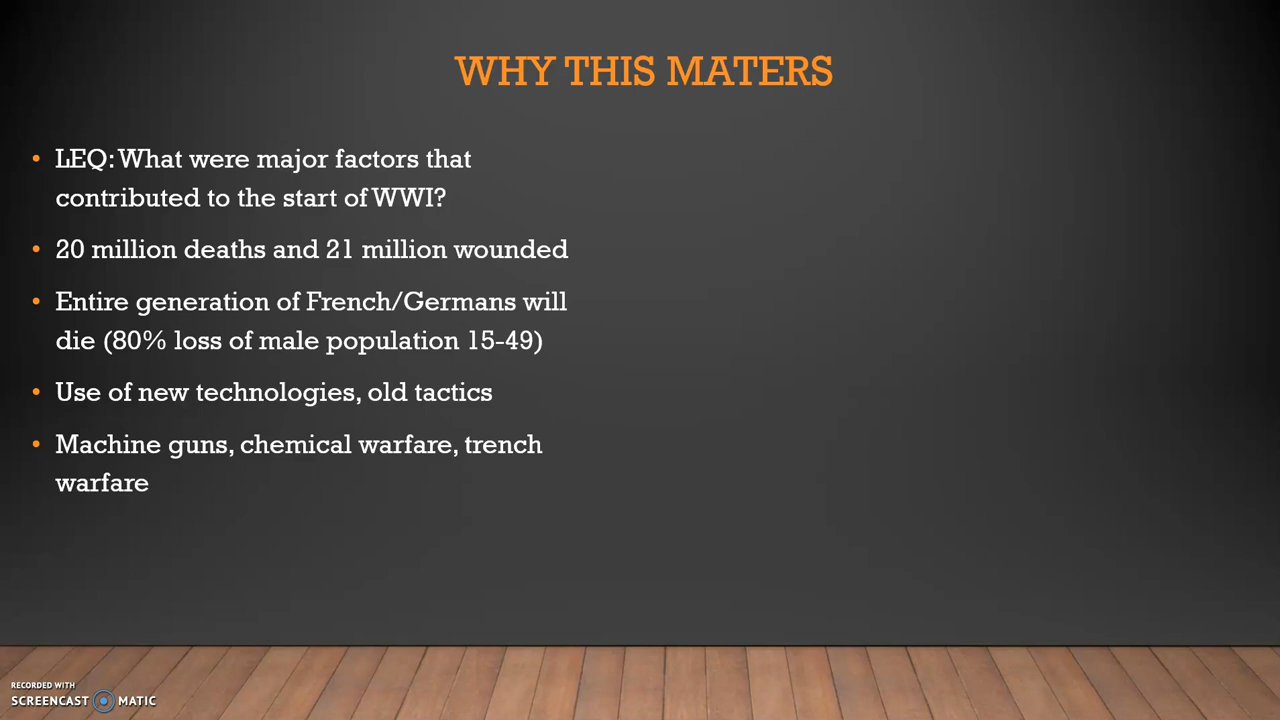 WHY THIS MATERS
• LEQ: What were major factors that
contributed to the start of WWI?
• 20 million deaths and 21 million wounded
• Entire generation of French/Germans will
die (80% loss of male population 15-49)
• Use of new technologies, old tactics
• Machine guns, chemical warfare, trench
warfare
RECORDED WITH
SCREENCAST MATIC